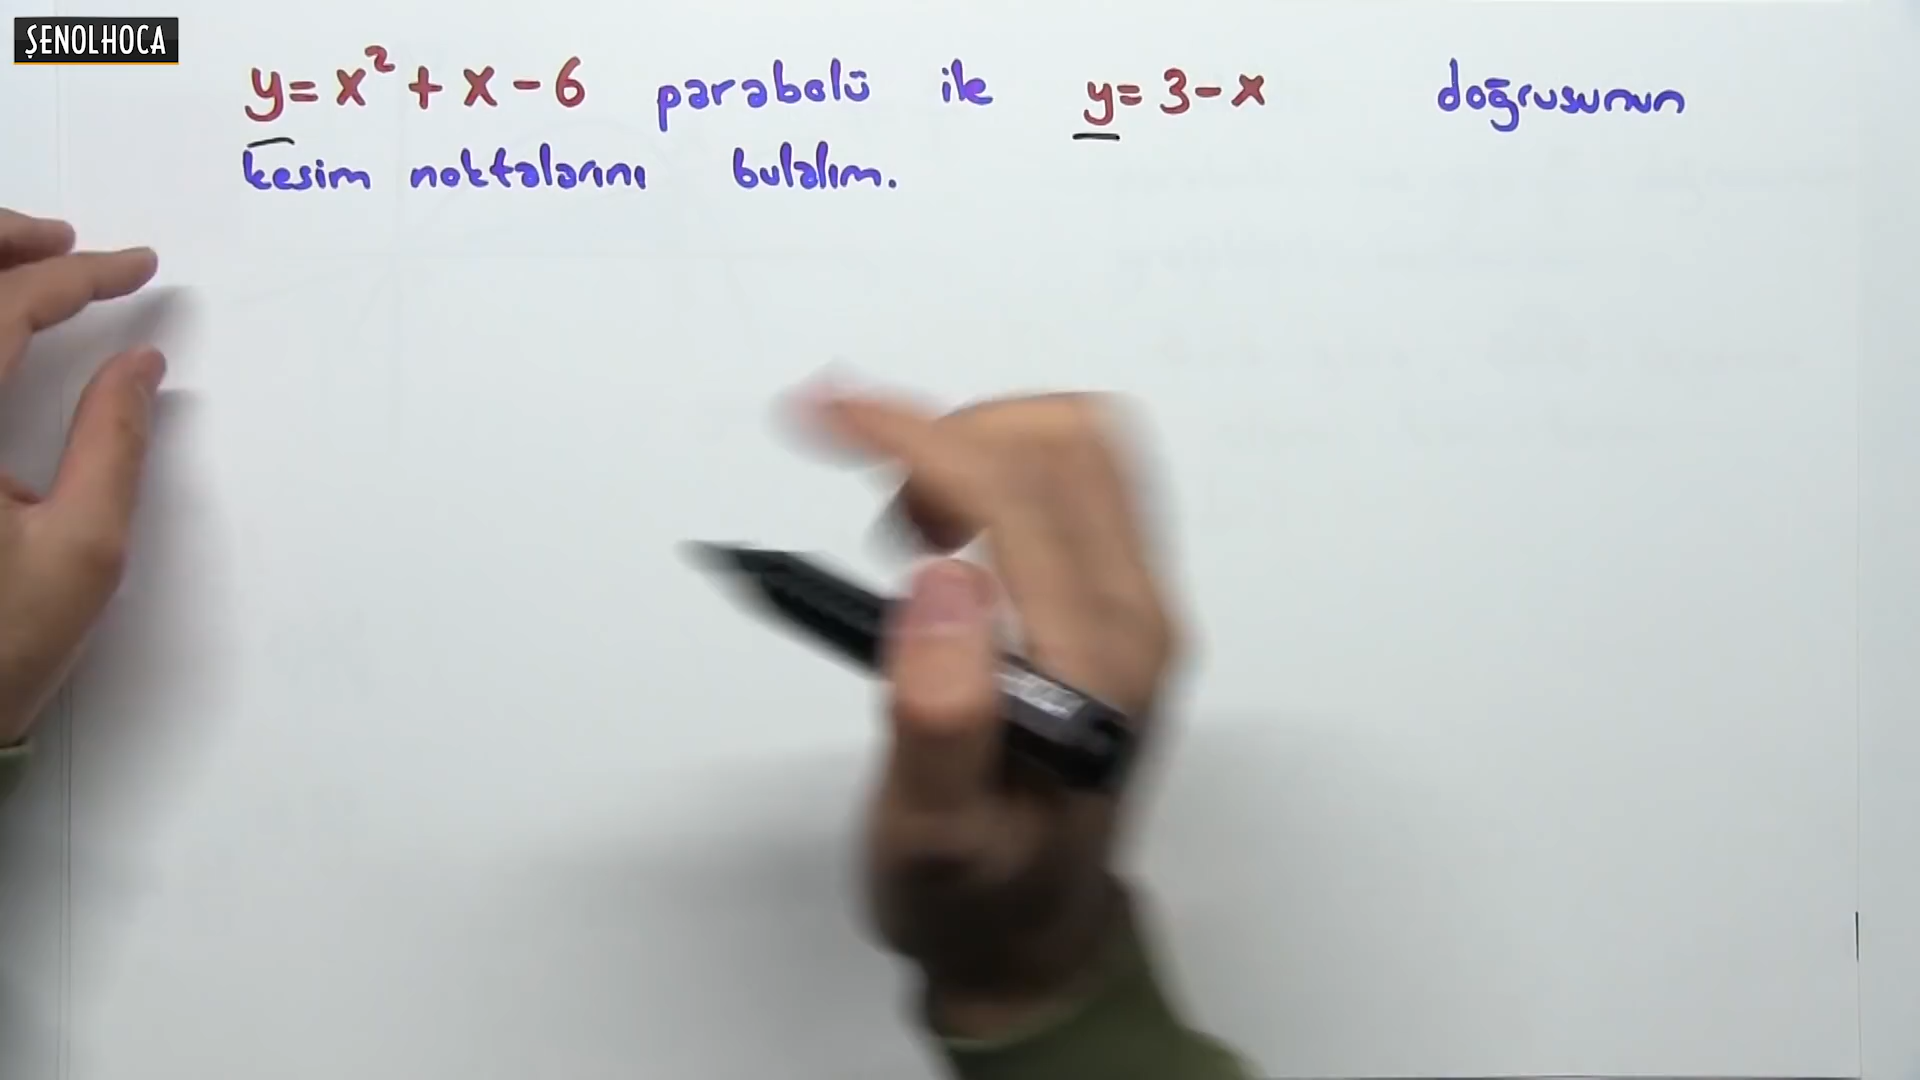 ŞENOLHOCA
y = x² + x - 6 parabolü ile y = 3 - x doğrusunun
kesim noktalarını bulalım.